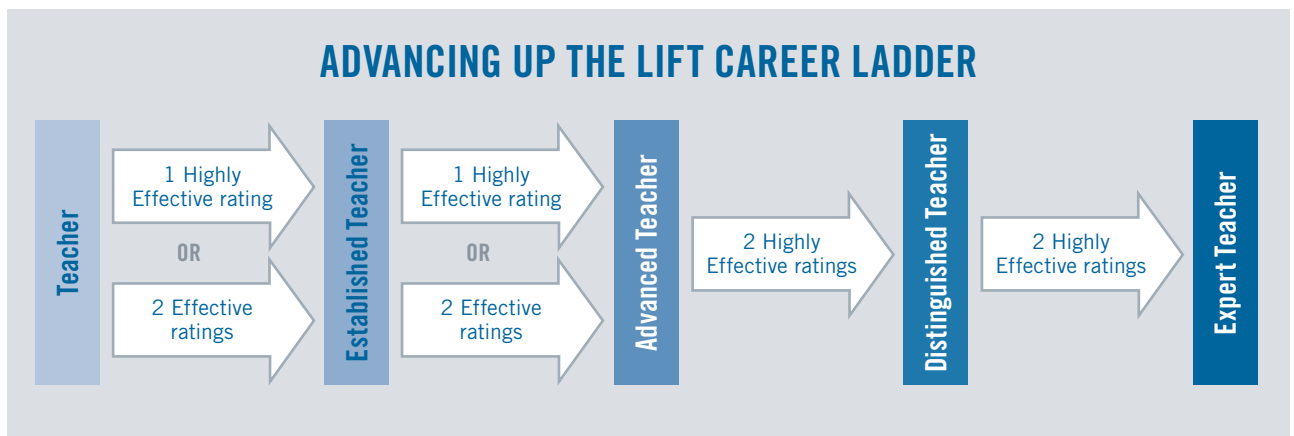 ADVANCING UP THE LIFT CAREER LADDER
Teacher
1 Highly
Effective rating
OR
2 Effective
ratings
Established Teacher
1 Highly
Effective rating
OR
2 Effective
ratings
Advanced Teacher
2 Highly
Effective ratings
Distinguished Teacher
2 Highly
Effective ratings
Expert Teacher